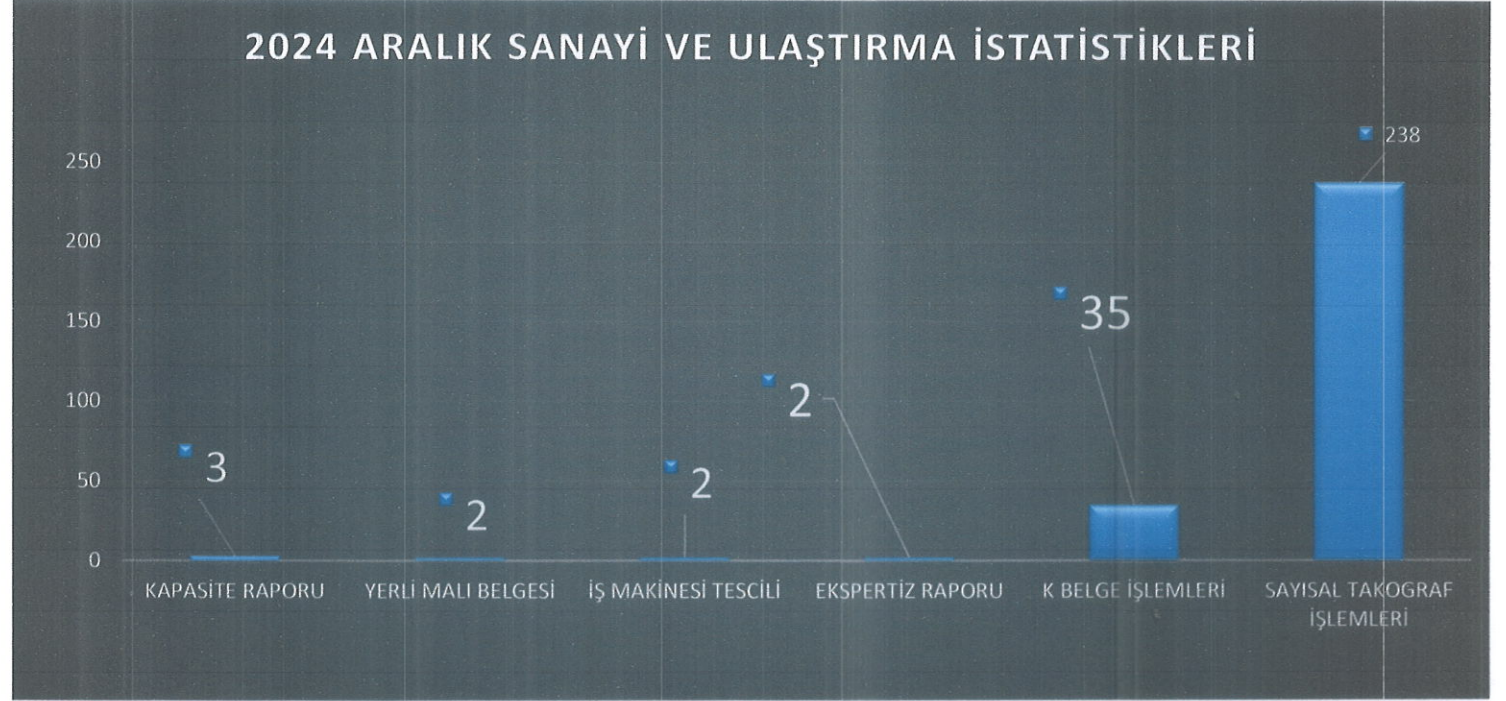 2024 ARALIK SANAYİ VE ULAŞTIRMA İSTATİSTİKLERİ
250
200
150
100
50
0
3
2
2
2
35
238
KAPASİTE RAPORU
YERLİ MALI BELGESİ
İŞ MAKİNESİ TESCİLİ
EKSPERTİZ RAPORU
K BELGE İŞLEMLERİ
SAYISAL TAKOGRAF
İŞLEMLERİ